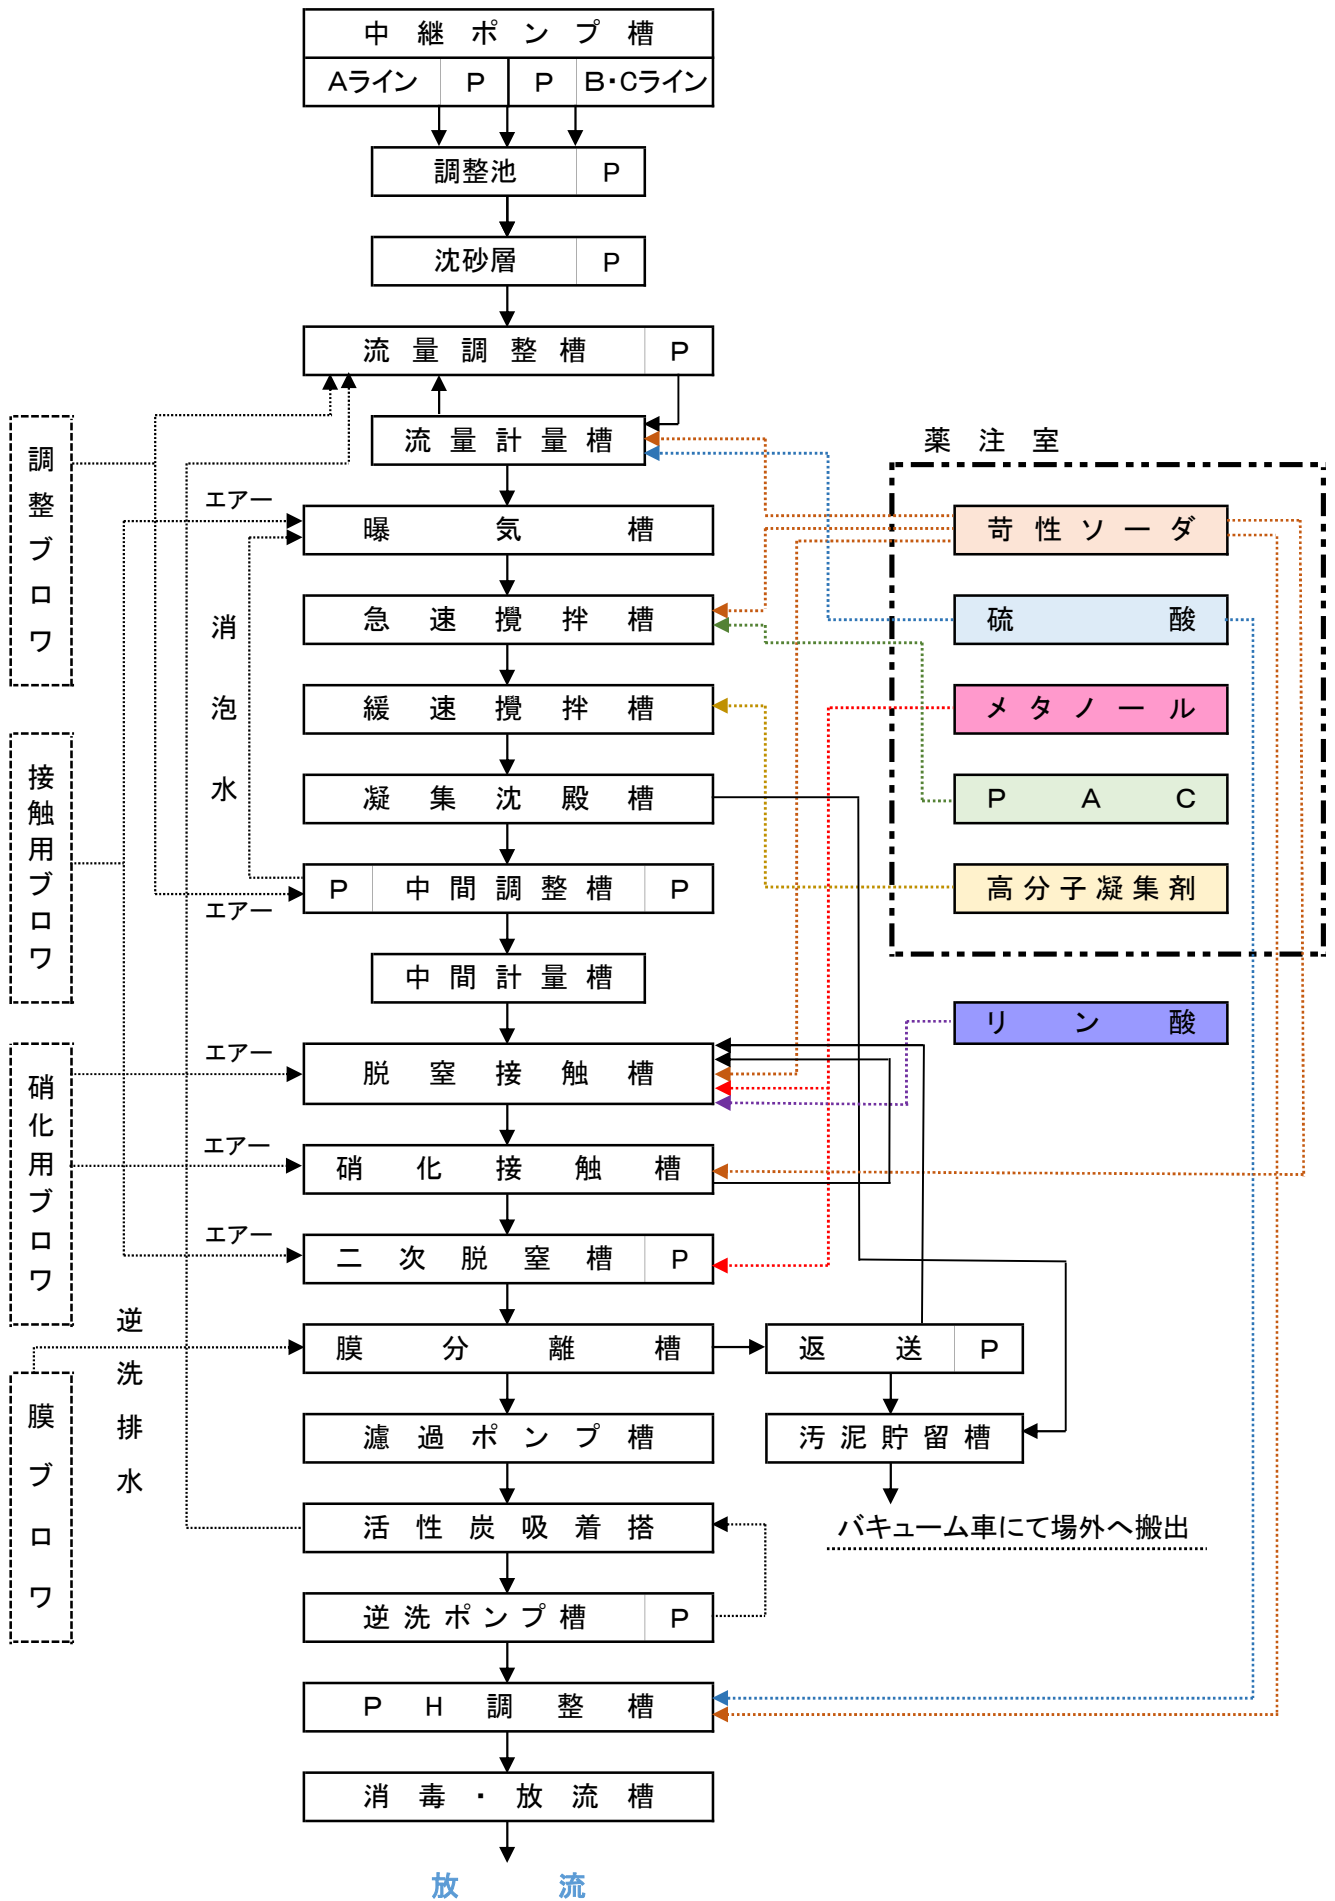 中継ポンプ槽
Aライン P P B・Cライン
調整池 P
沈砂層 P
流量調整槽 P
流量計量槽
曝気槽
急速攪拌槽
緩速攪拌槽
凝集沈殿槽
P 中間調整槽 P
中間計量槽
脱窒接触槽
硝化接触槽
二次脱窒槽 P
膜分離槽
濾過ポンプ槽
活性炭吸着搭
逆洗ポンプ槽 P
PH調整槽
消毒・放流槽
放流
調整ブロワ
接触用ブロワ
硝化用ブロワ
膜ブロワ
エアー
消泡水
エアー
エアー
エアー
エアー
逆洗排水
薬注室
苛性ソーダ
硫酸
メタノール
PAC
高分子凝集剤
リン酸
返送 P
汚泥貯留槽
バキューム車にて場外へ搬出